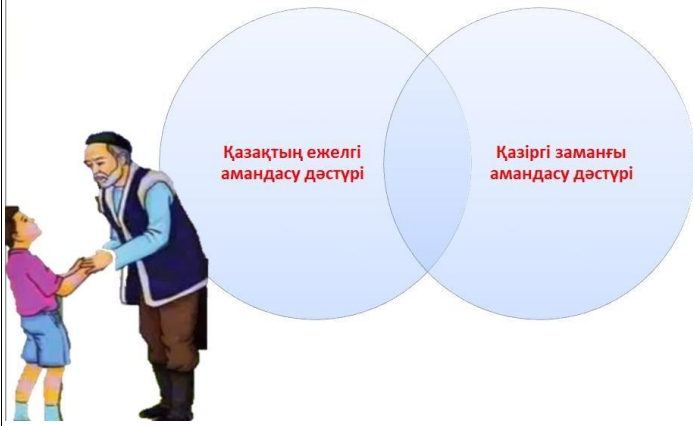 Қазақтың ежелгі
амандасу дәстүрі
Қазіргі заманғы
амандасу дәстүрі